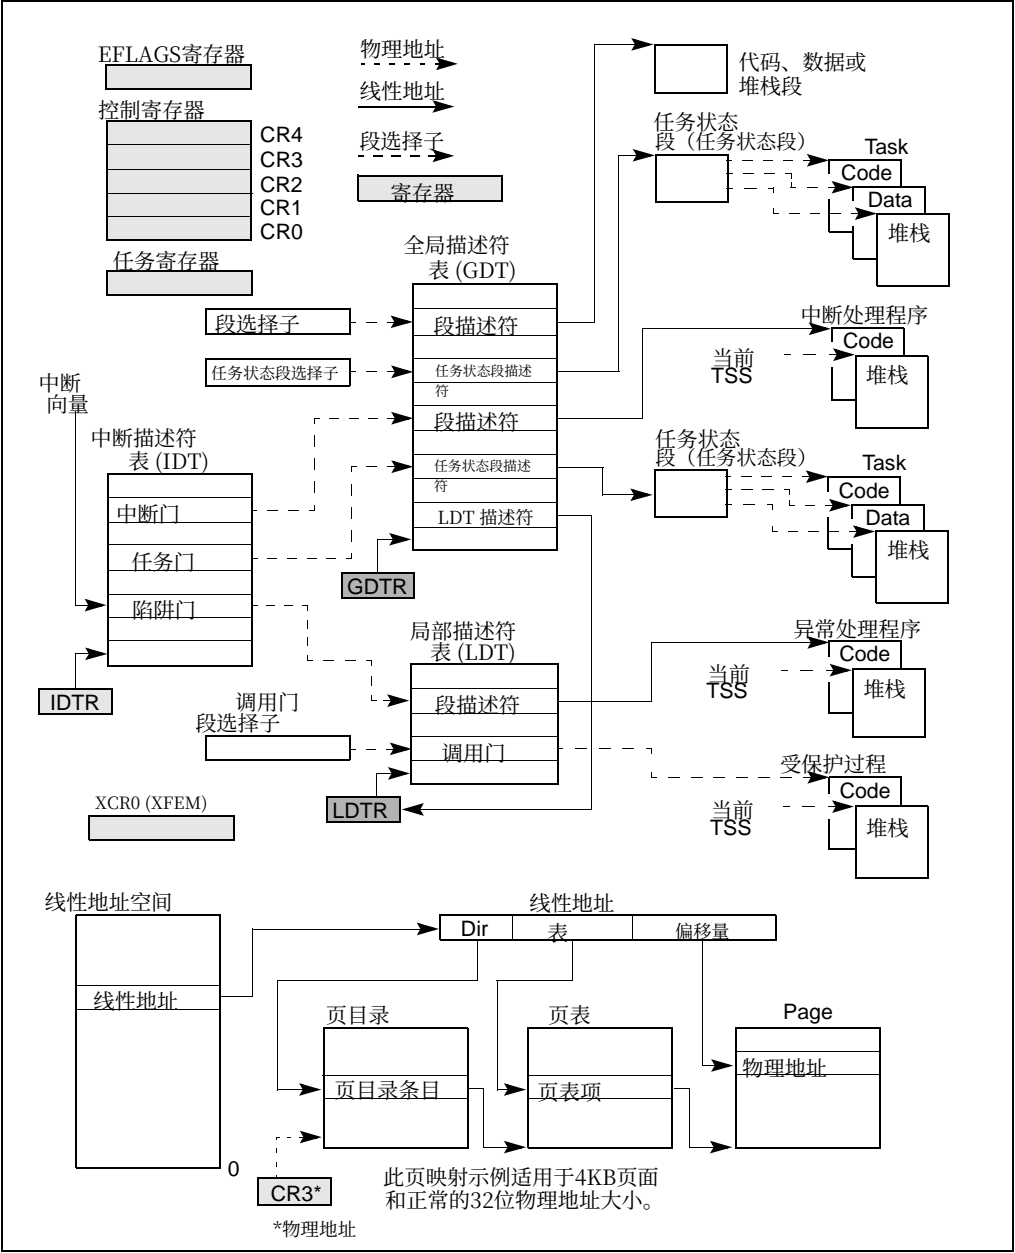 EFLAGS寄存器
控制寄存器
CR4
CR3
CR2
CR1
CR0
任务寄存器
物理地址
线性地址
段选择子
寄存器
代码、数据或
堆栈段
任务状态
段（任务状态段）
Task
Code
Data
堆栈
全局描述符
表 (GDT)
段选择子
段描述符
任务状态段选择子
任务状态段描述
符
段描述符
任务状态段描述
符
LDT 描述符
GDTR
中断处理程序
Code
当前
TSS
堆栈
中断
向量
中断描述符
表 (IDT)
中断门
任务门
陷阱门
IDTR
任务状态
段（任务状态段）
Task
Code
Data
堆栈
局部描述符
表 (LDT)
段描述符
调用门
调用门
段选择子
LDTR
异常处理程序
Code
当前
TSS
堆栈
受保护过程
Code
当前
TSS
堆栈
XCR0 (XFEM)
线性地址空间
线性地址
0
线性地址
Dir
表
偏移量
页目录
页目录条目
页表
页表项
Page
物理地址
CR3*
*物理地址
此页映射示例适用于4KB页面
和正常的32位物理地址大小。